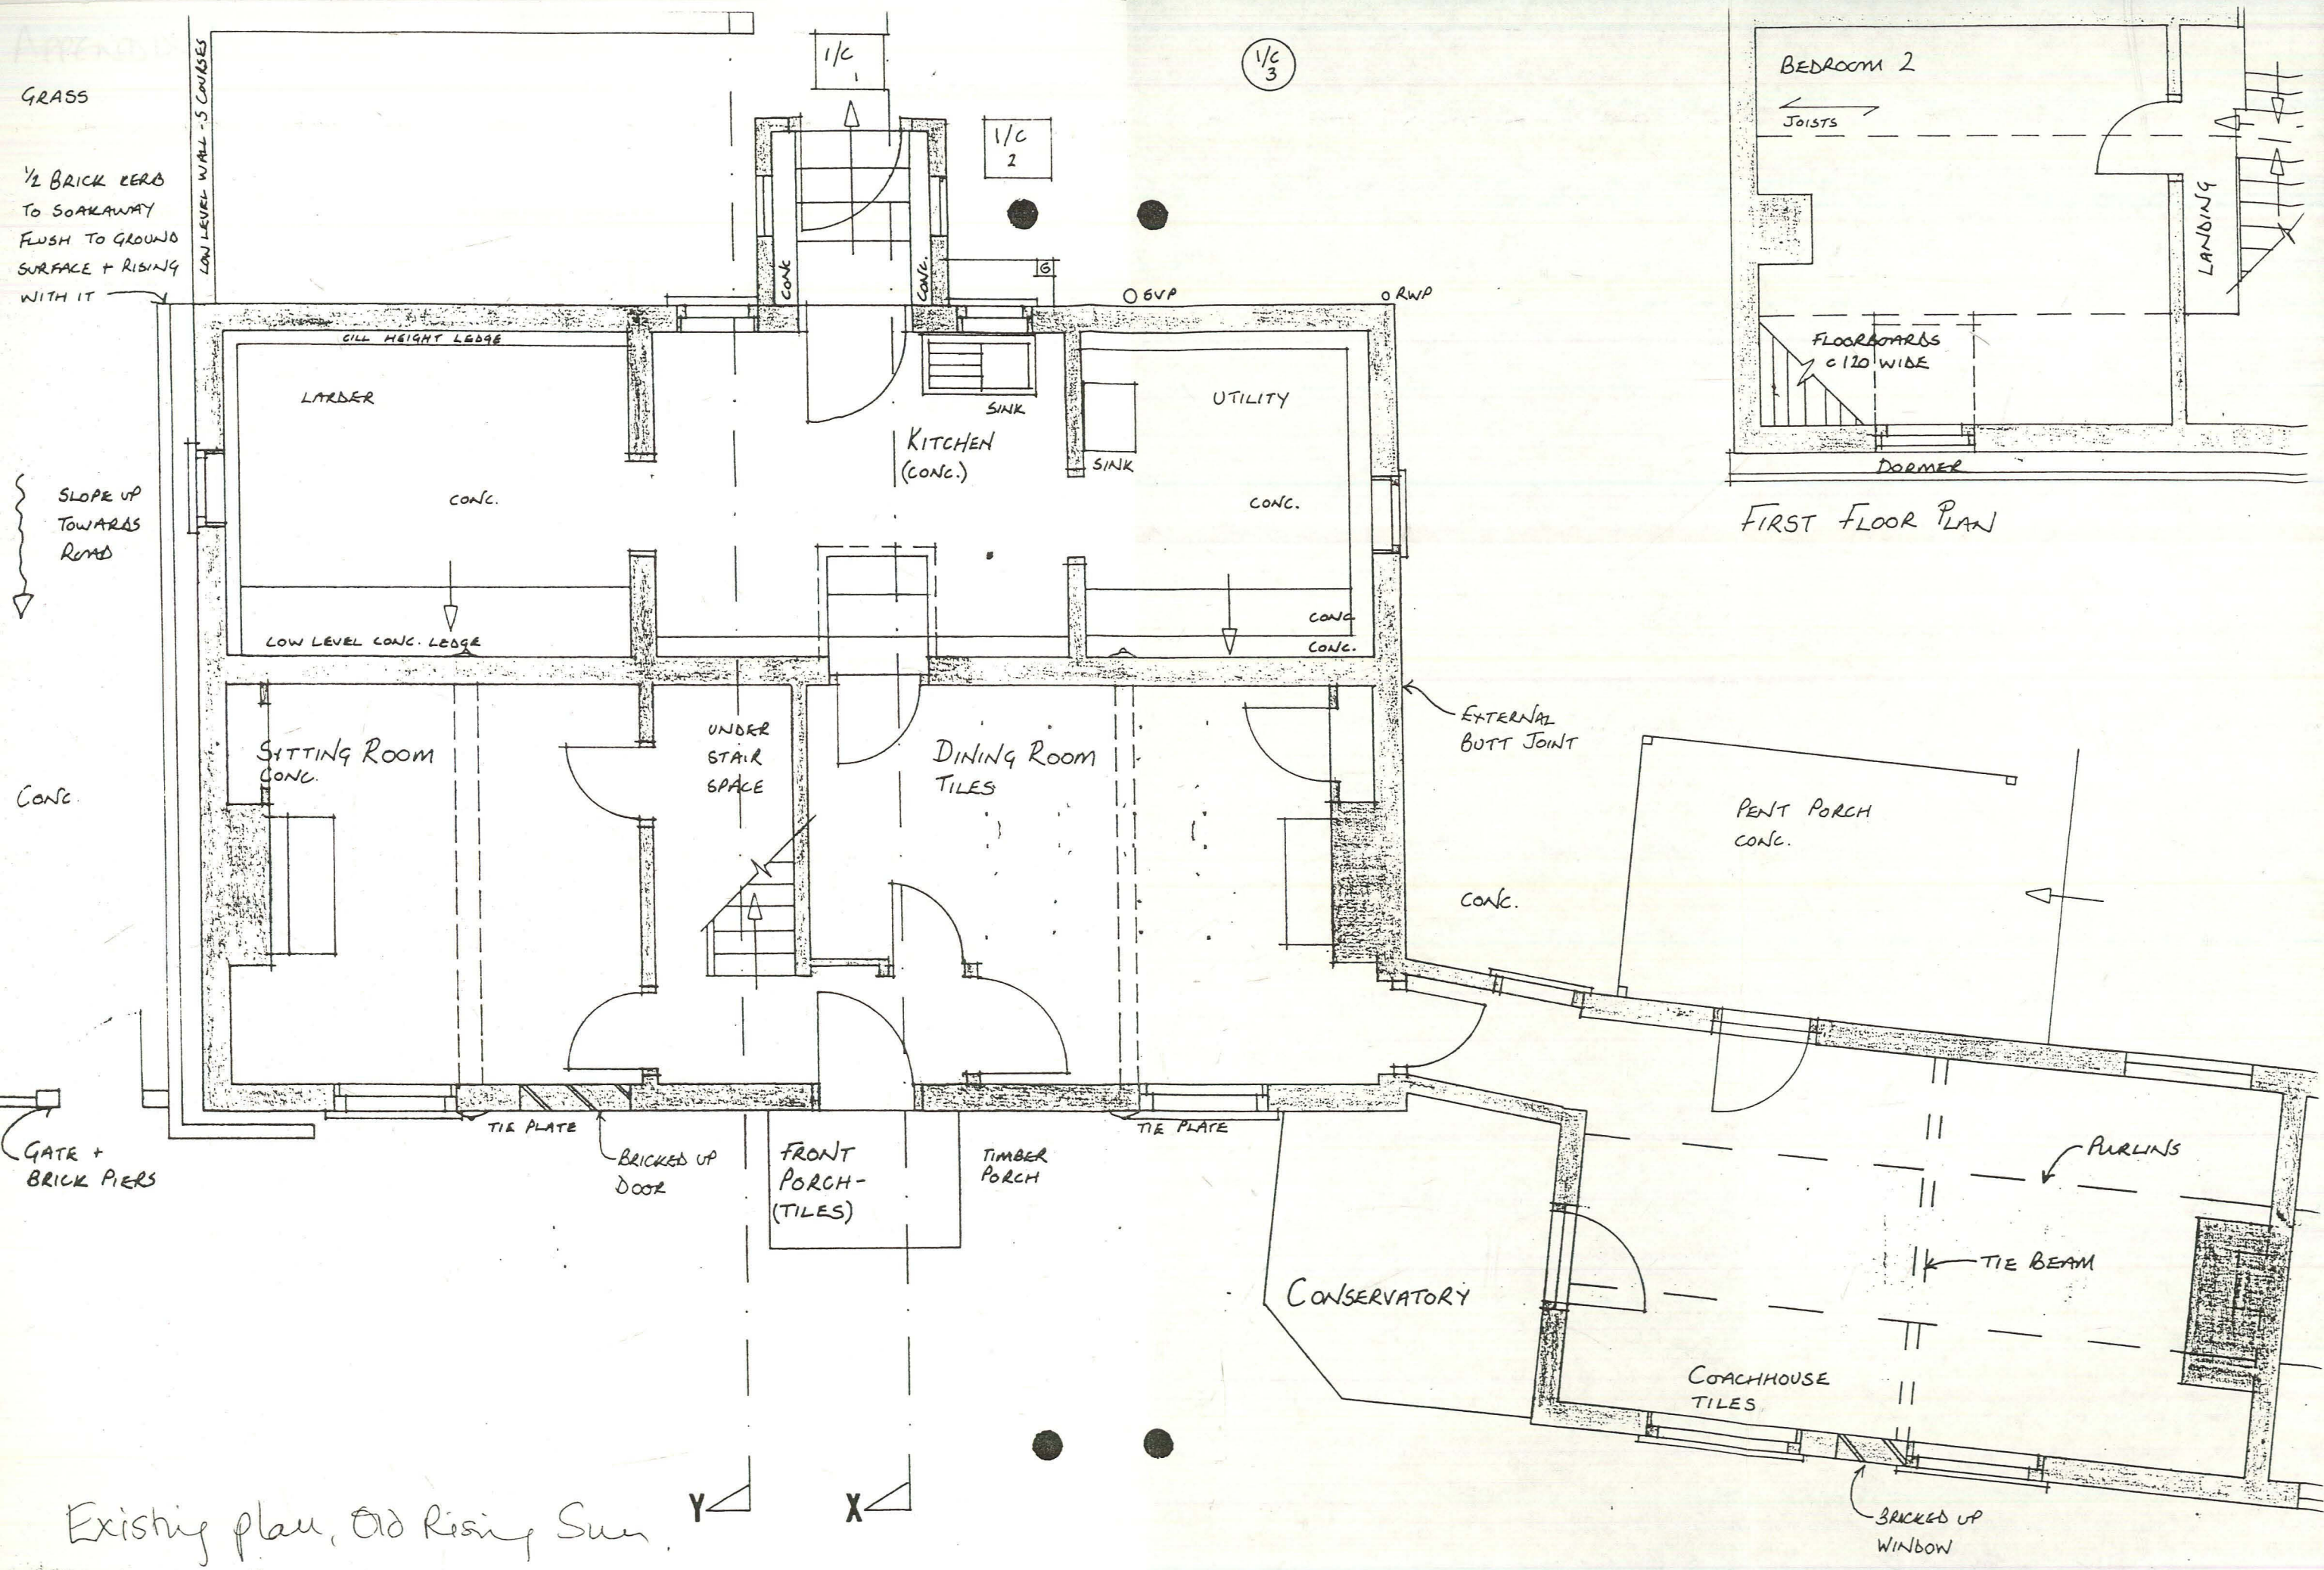 APPENDIX
GRASS
LOW LEVEL WALL - 5 COURSES
1/2 BRICK KERB
TO SOAKAWAY
FLUSH TO GROUND
SURFACE + RISING
WITH IT
I/C
1
I/C
2
I/C
3
CONC
CONC.
G
SVP
RWP
CILL HEIGHT LEDGE
LARDER
CONC.
LOW LEVEL CONC. LEDGE
SINK
KITCHEN
(CONC.)
SINK
UTILITY
CONC.
CONC
CONC.
SLOPE UP
TOWARDS
ROAD
CONC.
SITTING ROOM
CONC.
UNDER
STAIR
SPACE
DINING ROOM
TILES
EXTERNAL
BUTT JOINT
PENT PORCH
CONC.
CONC.
GATE +
BRICK PIERS
TIE PLATE
BRICKED UP
DOOR
FRONT
PORCH-
(TILES)
TIMBER
PORCH
TIE PLATE
CONSERVATORY
PURLINS
TIE BEAM
COACHHOUSE
TILES
BRICKED UP
WINDOW
Y
X
Existing plan, Old Rising Sun.
BEDROOM 2
JOISTS
LANDING
FLOORBOARDS
c 120 WIDE
DORMER
FIRST FLOOR PLAN